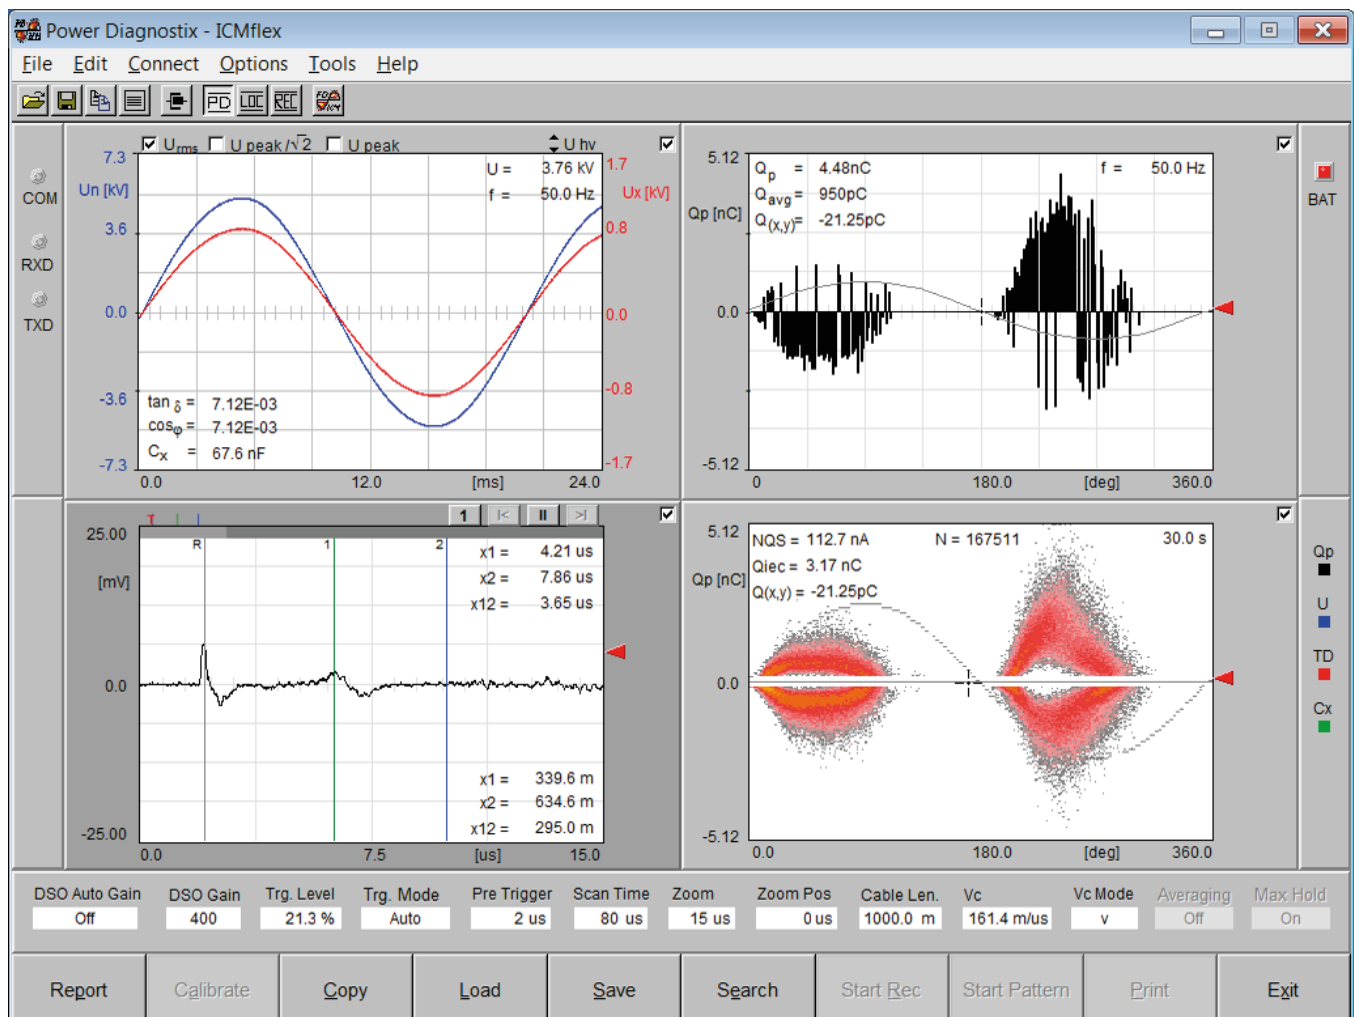 Power Diagnostix - ICMflex
File Edit Connect Options Tools Help
PD LOC REC
COM
RXD
TXD
Urms U peak /√2 U peak U hv
7.3
Un [kV]
3.6
0.0
-3.6
-7.3
U = 3.76 kV
f = 50.0 Hz
1.7
Ux [kV]
0.8
0.0
-0.8
-1.7
tan δ = 7.12E-03
cosφ = 7.12E-03
Cx = 67.6 nF
0.0 12.0 [ms] 24.0
5.12
Qp [nC]
0.0
-5.12
Qp = 4.48nC
Qavg = 950pC
Q(x,y)= -21.25pC
f = 50.0 Hz
0 180.0 [deg] 360.0
BAT
1 |< II >|
25.00
[mV]
0.0
-25.00
R 1 2
x1 = 4.21 us
x2 = 7.86 us
x12 = 3.65 us
x1 = 339.6 m
x2 = 634.6 m
x12 = 295.0 m
0.0 7.5 [us] 15.0
5.12
Qp [nC]
0.0
-5.12
NQS = 112.7 nA N = 167511 30.0 s
Qiec = 3.17 nC
Q(x,y) = -21.25pC
0.0 180.0 [deg] 360.0
Qp
U
TD
Cx
DSO Auto Gain DSO Gain Trg. Level Trg. Mode Pre Trigger Scan Time Zoom Zoom Pos Cable Len. Vc Vc Mode Averaging Max Hold
Off 400 21.3 % Auto 2 us 80 us 15 us 0 us 1000.0 m 161.4 m/us v Off On
Report Calibrate Copy Load Save Search Start Rec Start Pattern Print Exit